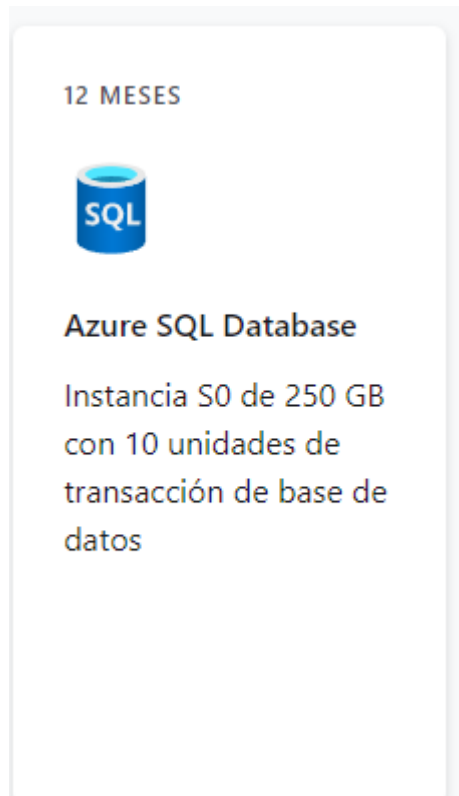 12 MESES
SQL
Azure SQL Database
Instancia S0 de 250 GB
con 10 unidades de
transacción de base de
datos